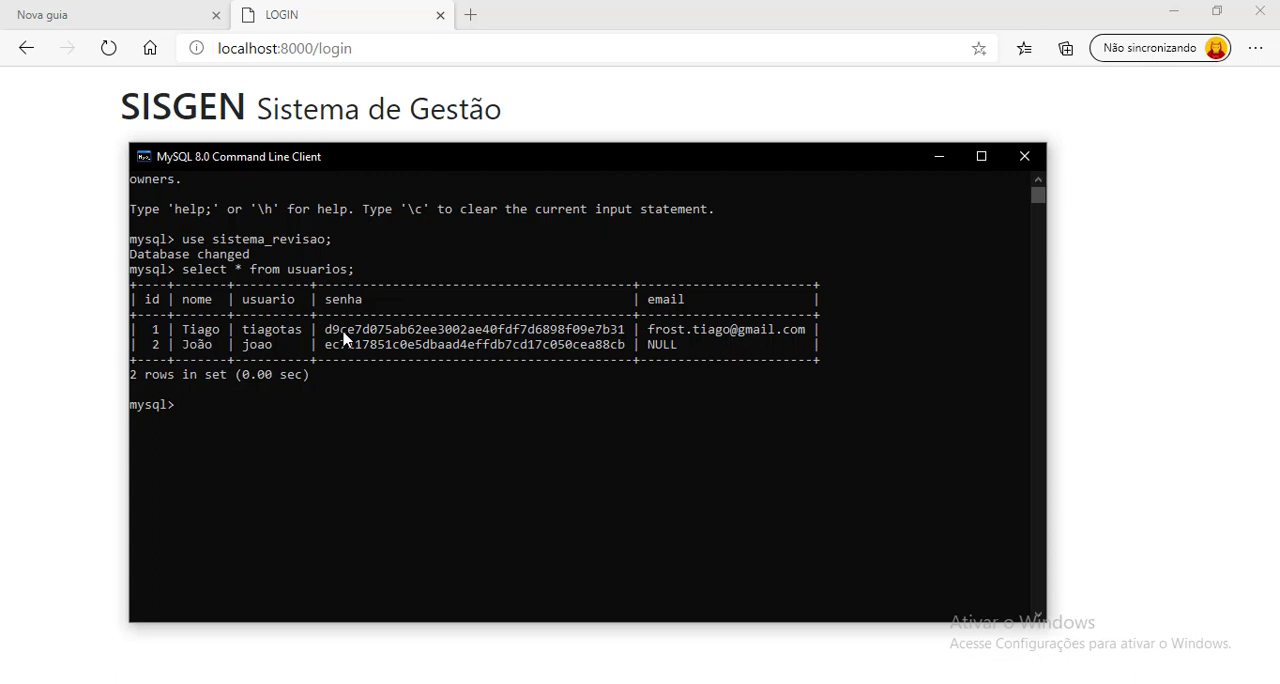 Nova guia
LOGIN
localhost:8000/login
Não sincronizando
SISGEN Sistema de Gestão
MySQL 8.0 Command Line Client
owners.
Type 'help;' or '\h' for help. Type '\c' to clear the current input statement.
mysql> use sistema_revisao;
Database changed
mysql> select * from usuarios;
+----+-------+----------+------------------------------------------+----------------------+
| id | nome | usuario | senha | email |
+----+-------+----------+------------------------------------------+----------------------+
| 1 | Tiago | tiagotas | d9ce7d075ab62ee3002ae40fdf7d6898f09e7b31 | frost.tiago@gmail.com |
| 2 | João | joao | | NULL |
+----+-------+----------+------------------------------------------+----------------------+
2 rows in set (0.00 sec)
mysql>
Ativar o Windows
Acesse Configurações para ativar o Windows.